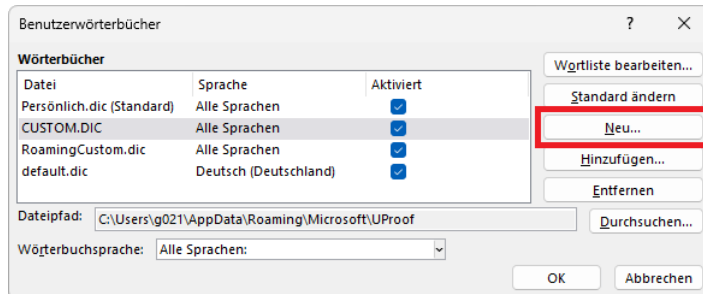 Benutzerwörterbücher ? ×
Wörterbücher
Wortliste bearbeiten...
Datei Sprache Aktiviert
Standard ändern
Persönlich.dic (Standard) Alle Sprachen
CUSTOM.DIC Alle Sprachen
Neu...
RoamingCustom.dic Alle Sprachen
Hinzufügen...
default.dic Deutsch (Deutschland)
Entfernen
Dateipfad: C:\Users\g021\AppData\Roaming\Microsoft\UProof
Durchsuchen...
Wörterbuchsprache: Alle Sprachen:
OK Abbrechen